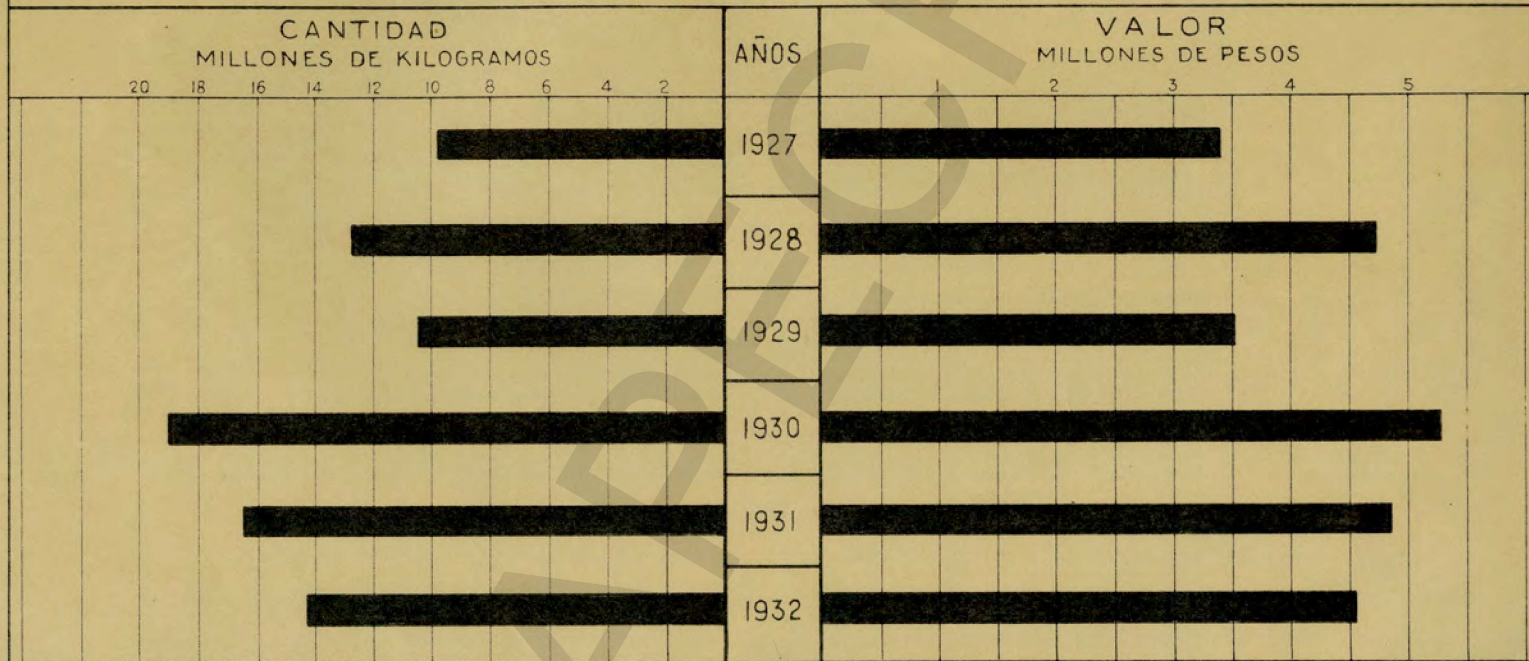 CANTIDAD
MILLONES DE KILOGRAMOS
20 18 16 14 12 10 8 6 4 2
AÑOS
VALOR
MILLONES DE PESOS
1 2 3 4 5
1927
1928
1929
1930
1931
1932